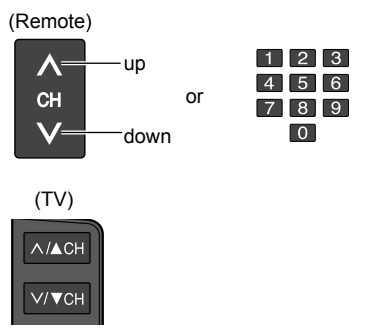 (Remote)
up
CH
down
or
1 2 3
4 5 6
7 8 9
0
(TV)
∧/▲CH
∨/▼CH